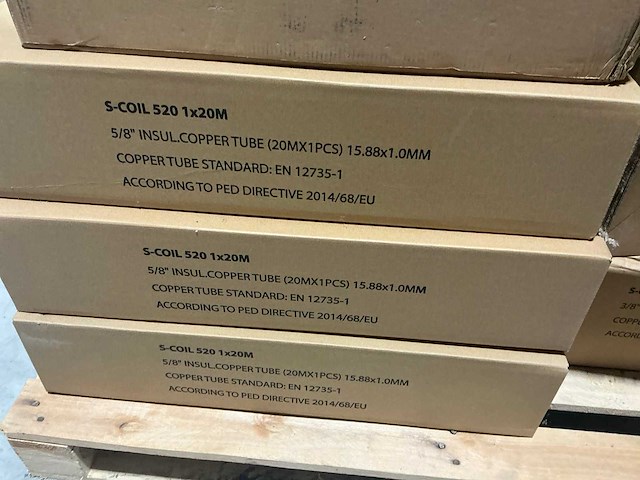 S-COIL 520 1x20M
5/8" INSUL.COPPER TUBE (20MX1PCS) 15.88x1.0MM
COPPER TUBE STANDARD: EN 12735-1
ACCORDING TO PED DIRECTIVE 2014/68/EU
S-COIL 520 1x20M
5/8" INSUL.COPPER TUBE (20MX1PCS) 15.88x1.0MM
COPPER TUBE STANDARD: EN 12735-1
ACCORDING TO PED DIRECTIVE 2014/68/EU
S-COIL 520 1x20M
5/8" INSUL.COPPER TUBE (20MX1PCS) 15.88x1.0MM
COPPER TUBE STANDARD: EN 12735-1
ACCORDING TO PED DIRECTIVE 2014/68/EU
3/8"